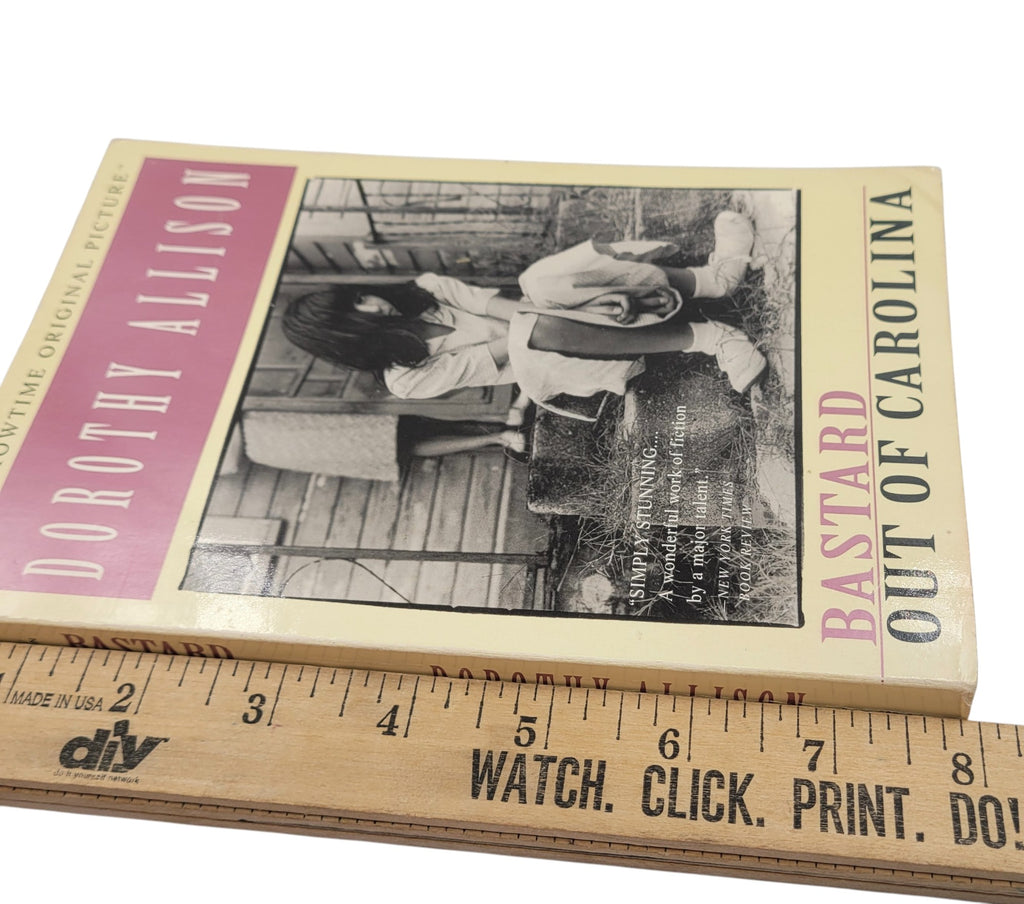 SHOWTIME ORIGINAL PICTURE
DOROTHY ALLISON
"SIMPLY STUNNING....
A wonderful work of fiction
by a major talent."
NEW YORK TIMES
BOOK REVIEW
BASTARD
OUT OF CAROLINA
BASTARD
DOROTHY ALLISON
1
MADE IN USA 2 3 4 5 6 7 8
diy
do it yourself network
WATCH. CLICK. PRINT. DO!